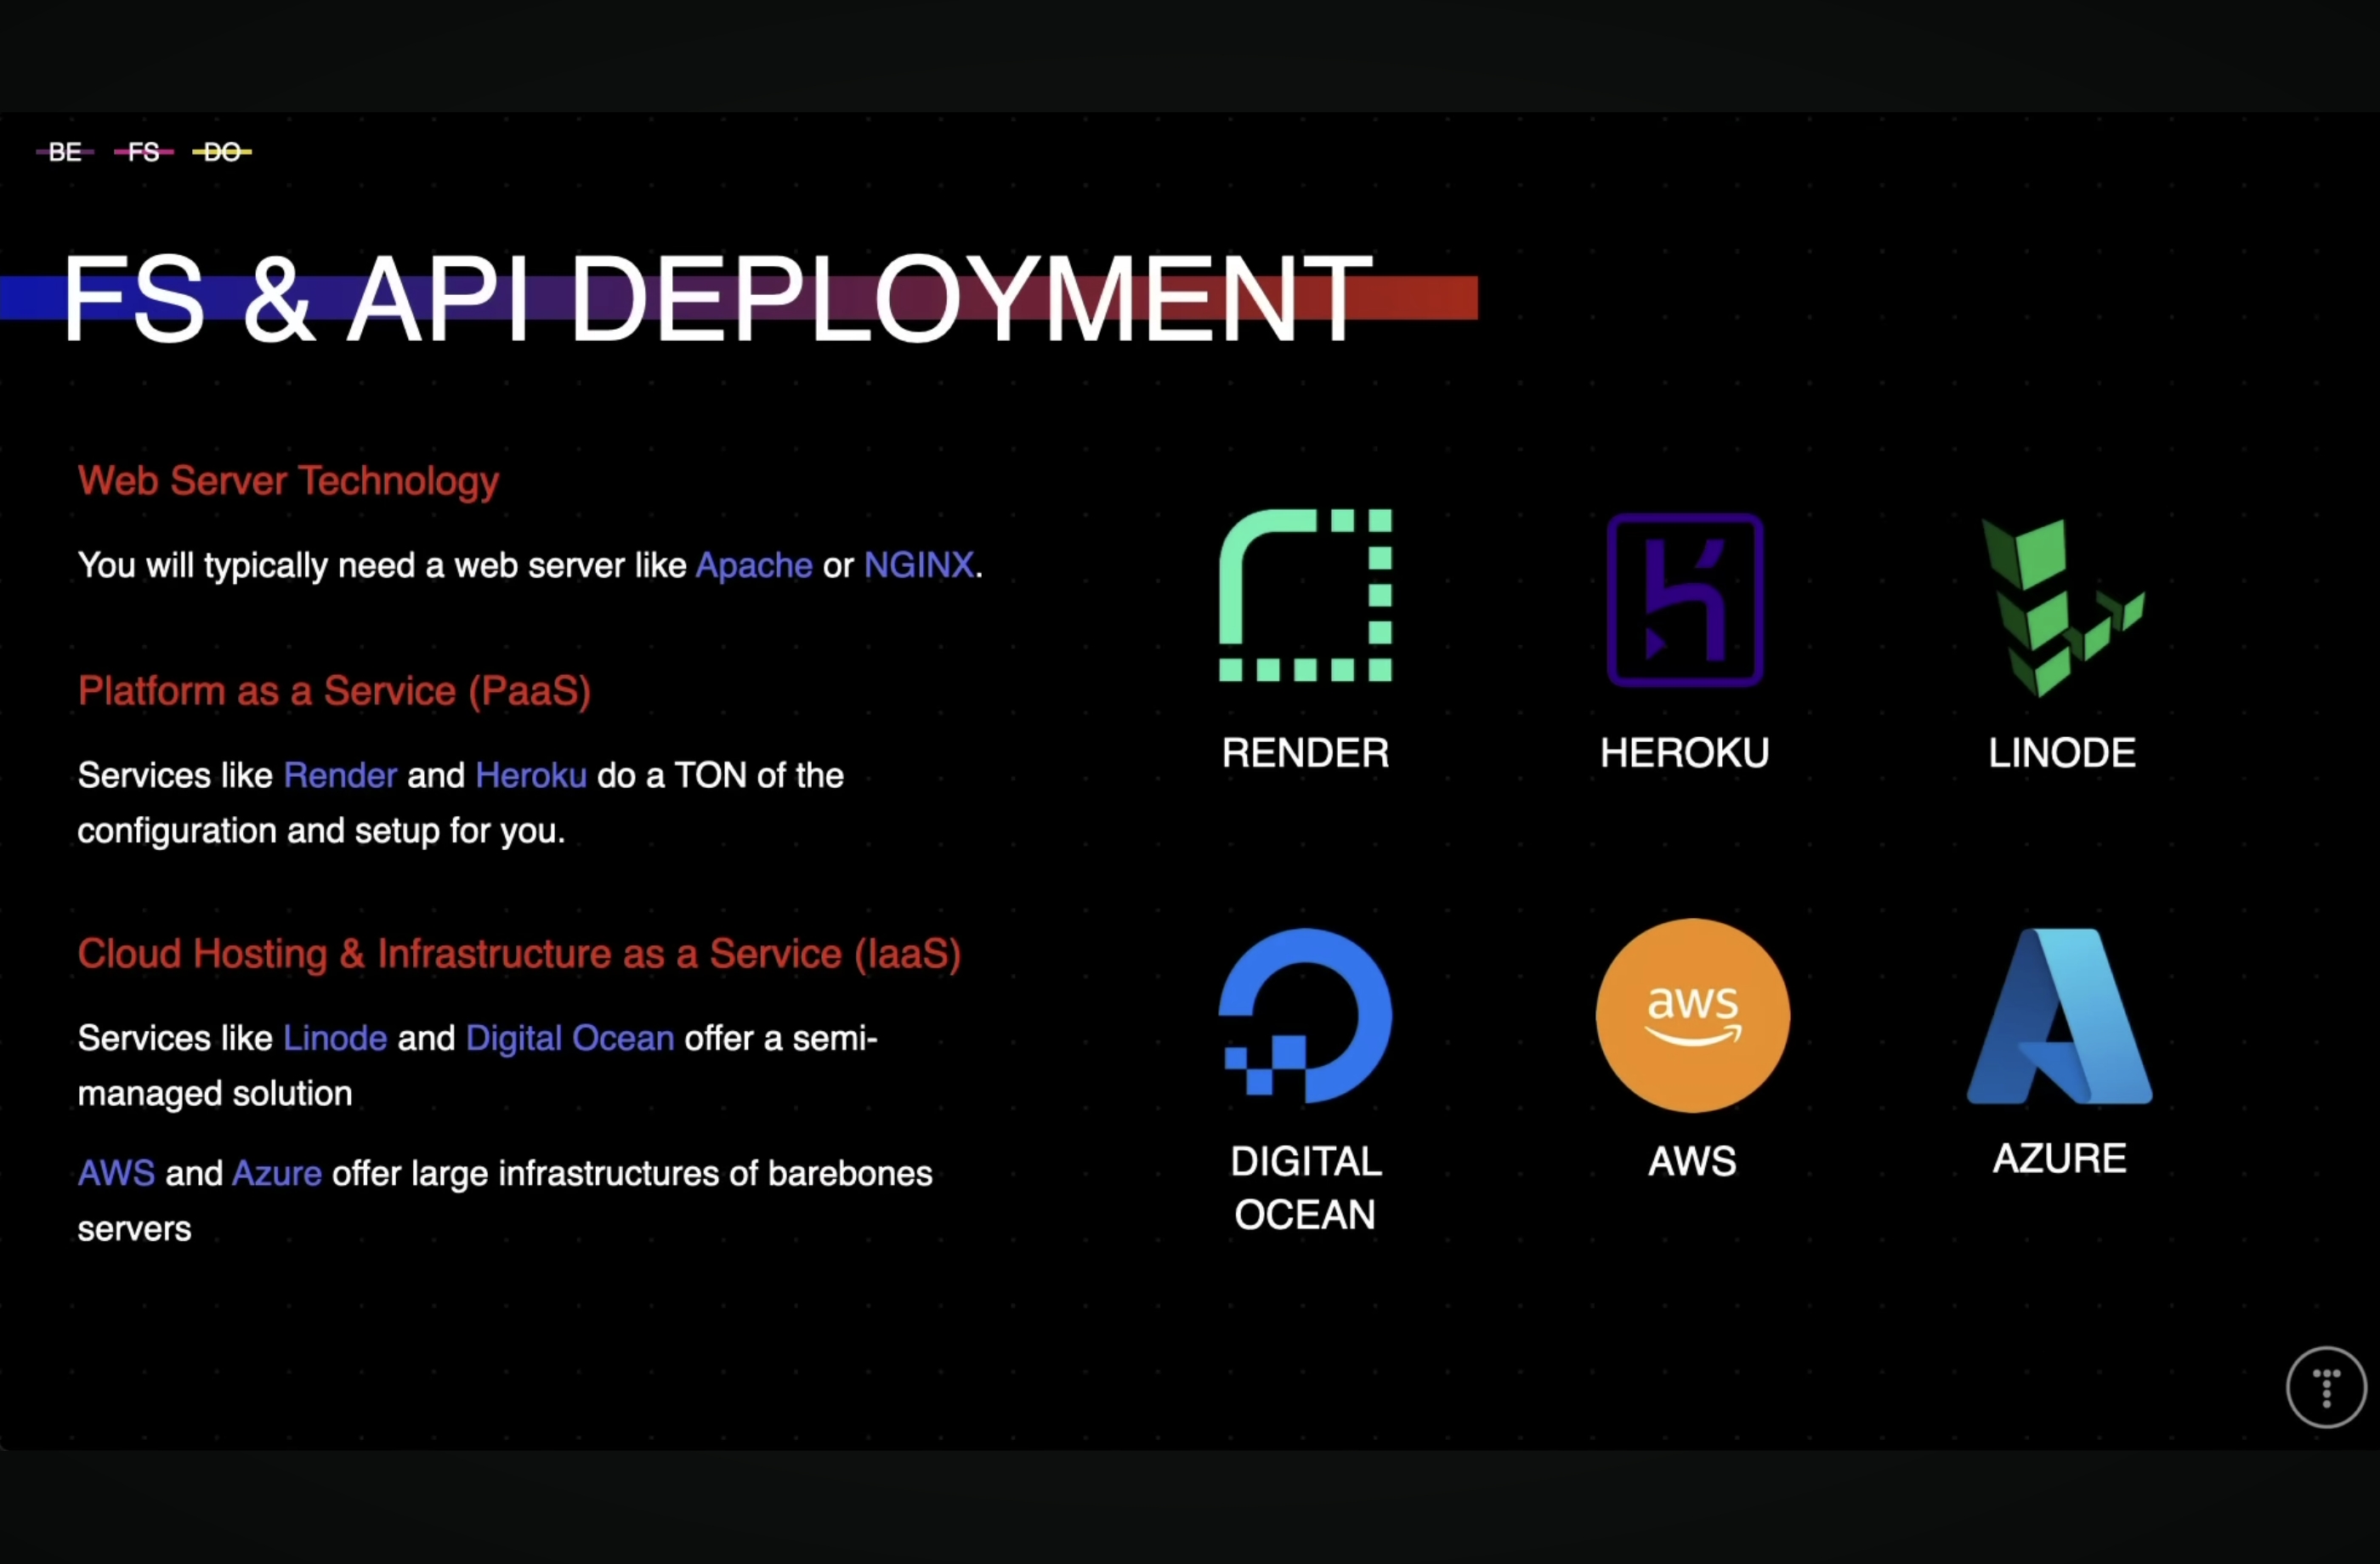 BE FS DO
FS & API DEPLOYMENT
Web Server Technology
You will typically need a web server like Apache or NGINX.
Platform as a Service (PaaS)
Services like Render and Heroku do a TON of the
configuration and setup for you.
Cloud Hosting & Infrastructure as a Service (IaaS)
Services like Linode and Digital Ocean offer a semi-
managed solution
AWS and Azure offer large infrastructures of barebones
servers
RENDER
HEROKU
LINODE
DIGITAL
OCEAN
aws
AWS
AZURE
T